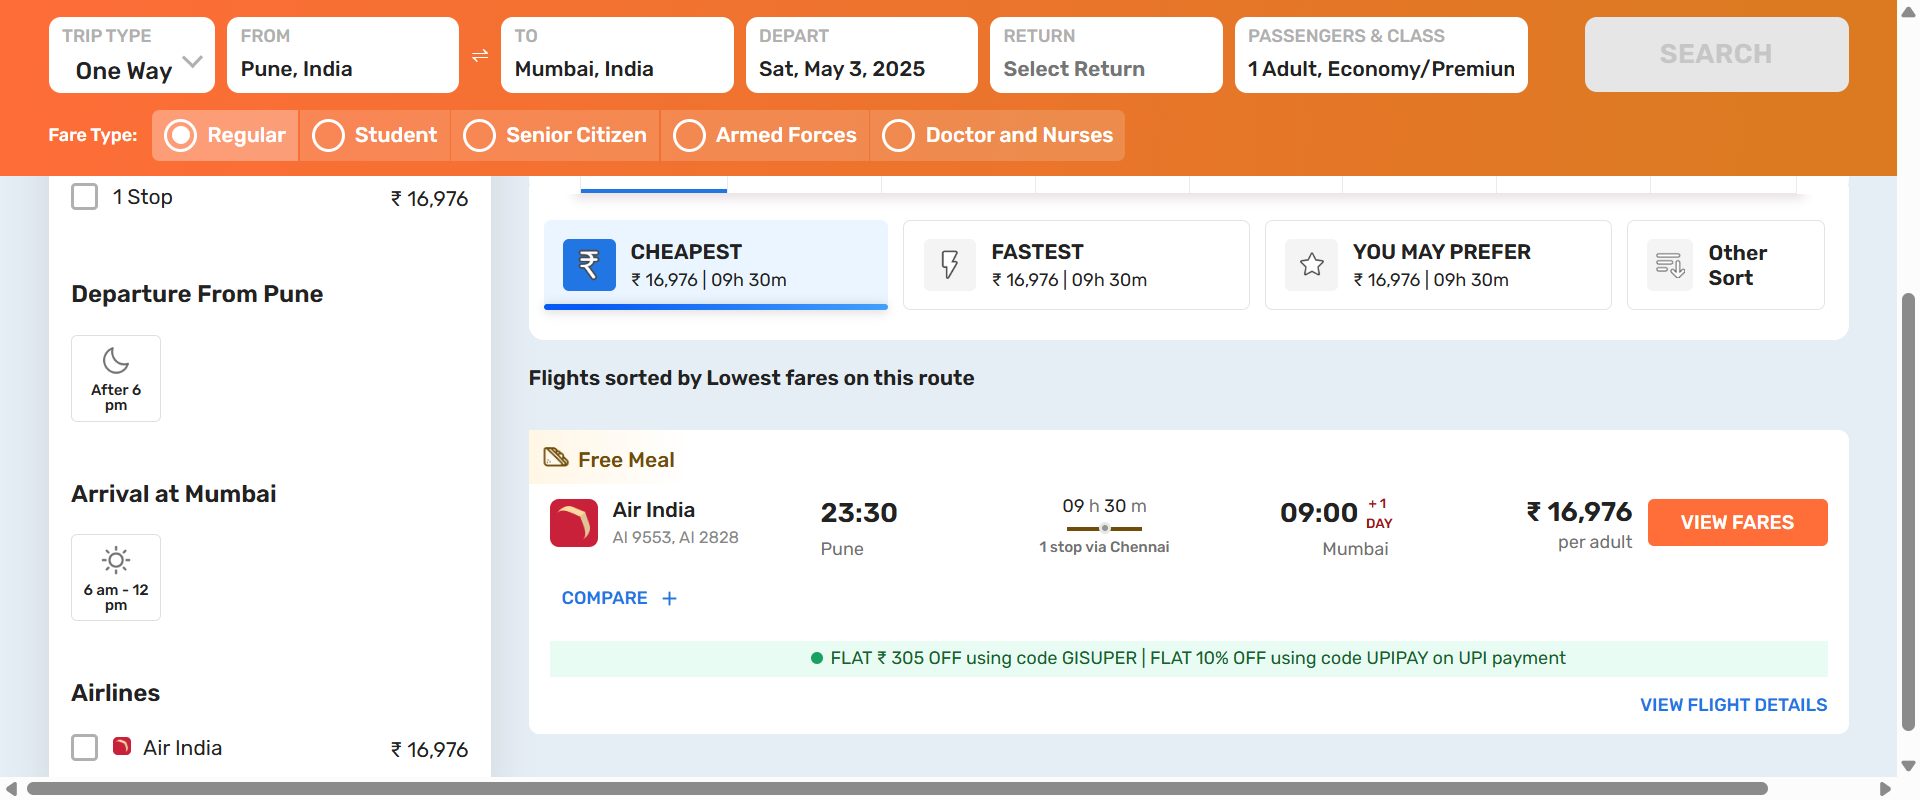 TRIP TYPE
One Way
FROM
Pune, India
TO
Mumbai, India
DEPART
Sat, May 3, 2025
RETURN
Select Return
PASSENGERS & CLASS
1 Adult, Economy/Premiun
SEARCH
Fare Type:
Regular
Student
Senior Citizen
Armed Forces
Doctor and Nurses
1 Stop
₹ 16,976
Departure From Pune
After 6
pm
Arrival at Mumbai
6 am - 12
pm
Airlines
Air India
₹ 16,976
CHEAPEST
₹ 16,976 | 09h 30m
FASTEST
₹ 16,976 | 09h 30m
YOU MAY PREFER
₹ 16,976 | 09h 30m
Other
Sort
Flights sorted by Lowest fares on this route
Free Meal
Air India
AI 9553, AI 2828
23:30
Pune
09 h 30 m
1 stop via Chennai
09:00
+ 1
DAY
Mumbai
₹ 16,976
per adult
VIEW FARES
COMPARE +
FLAT ₹ 305 OFF using code GISUPER | FLAT 10% OFF using code UPIPAY on UPI payment
VIEW FLIGHT DETAILS